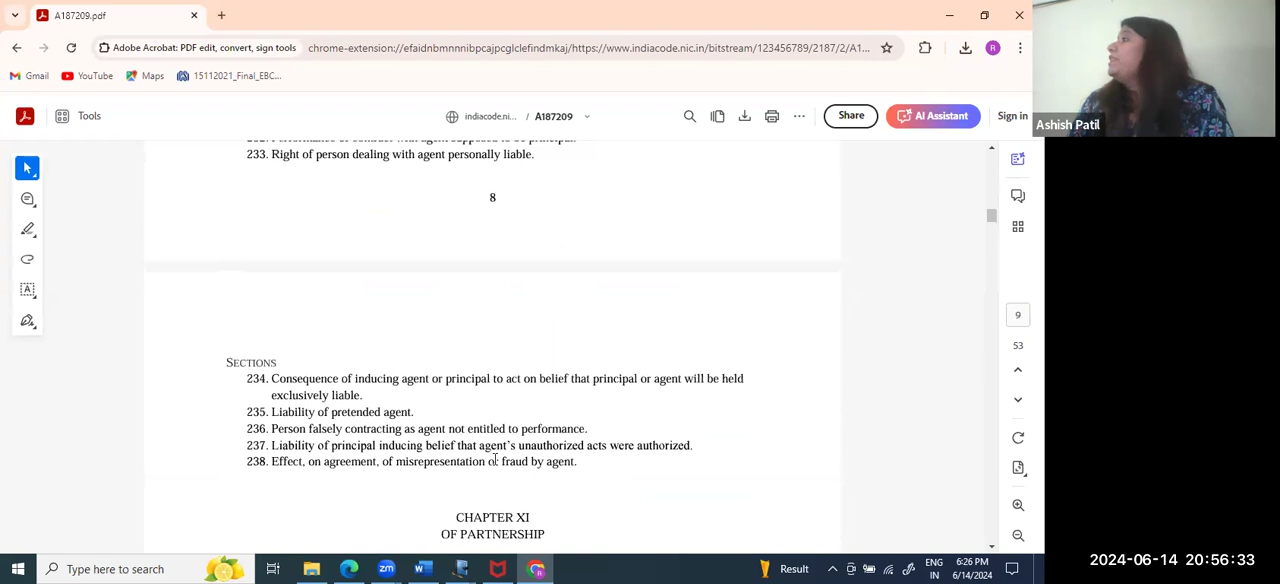 A187209.pdf
Adobe Acrobat: PDF edit, convert, sign tools
chrome-extension://efaidnbmnnnibpcajpcglclefindmkaj/https://www.indiacode.nic.in/bitstream/123456789/2187/2/A1...
R
Gmail
YouTube
Maps
15112021_Final_EBC...
Ashish Patil
Tools
indiacode.ni... / A187209
Share
AI Assistant
Sign in
233. Right of person dealing with agent personally liable.
8
SECTIONS
234. Consequence of inducing agent or principal to act on belief that principal or agent will be held
exclusively liable.
235. Liability of pretended agent.
236. Person falsely contracting as agent not entitled to performance.
237. Liability of principal inducing belief that agent's unauthorized acts were authorized.
238. Effect, on agreement, of misrepresentation or fraud by agent.
CHAPTER XI
OF PARTNERSHIP
9
53
Type here to search
zm
Result
ENG
IN
6:26 PM
6/14/2024
2024-06-14 20:56:33